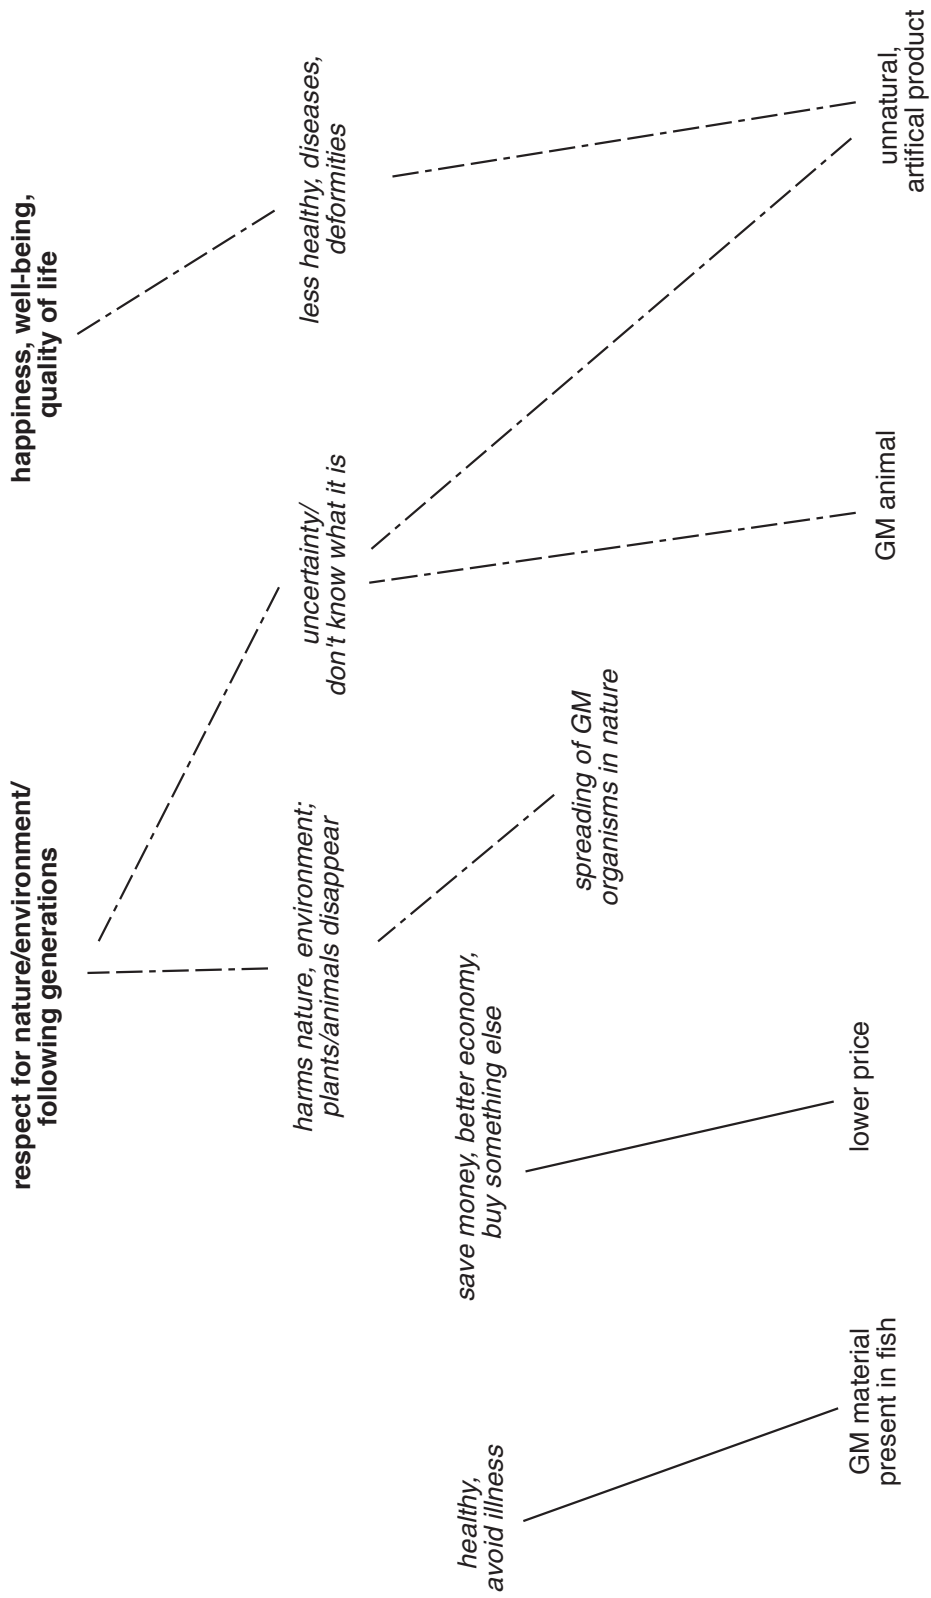 respect for nature/environment/
following generations
happiness, well-being,
quality of life
harms nature, environment;
plants/animals disappear
uncertainty/
don't know what it is
less healthy, diseases,
deformities
healthy,
avoid illness
save money, better economy,
buy something else
spreading of GM
organisms in nature
GM material
present in fish
lower price
GM animal
unnatural,
artifical product